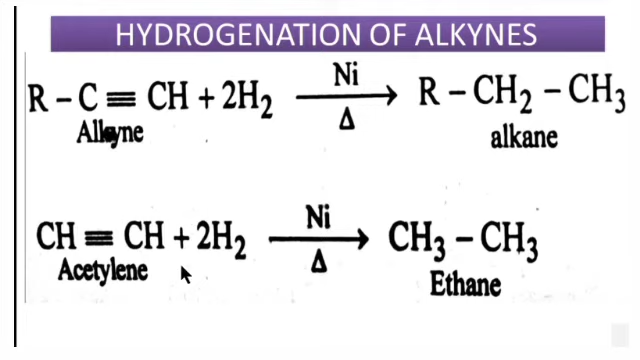 HYDROGENATION OF ALKYNES
R – C ≡ CH + 2H₂ —Ni/Δ→ R – CH₂ – CH₃
Alkyne alkane
CH ≡ CH + 2H₂ —Ni/Δ→ CH₃ – CH₃
Acetylene Ethane